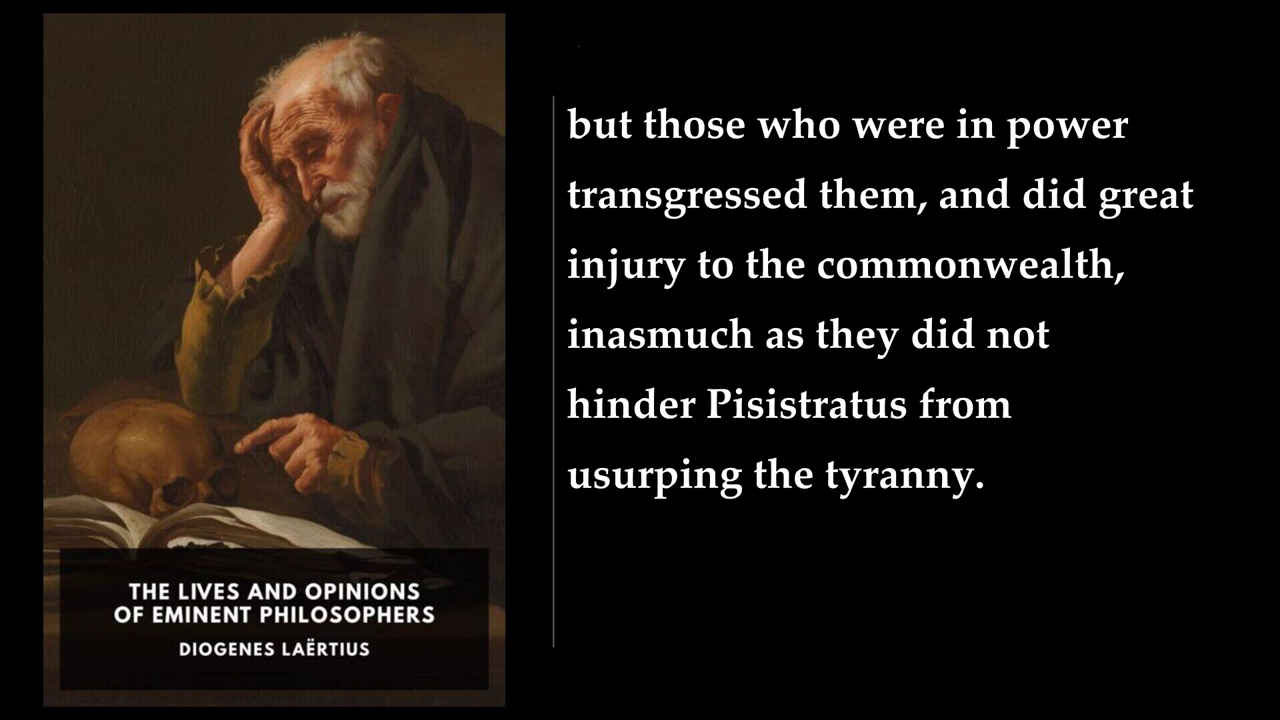 THE LIVES AND OPINIONS
OF EMINENT PHILOSOPHERS
DIOGENES LAËRTIUS
but those who were in power
transgressed them, and did great
injury to the commonwealth,
inasmuch as they did not
hinder Pisistratus from
usurping the tyranny.